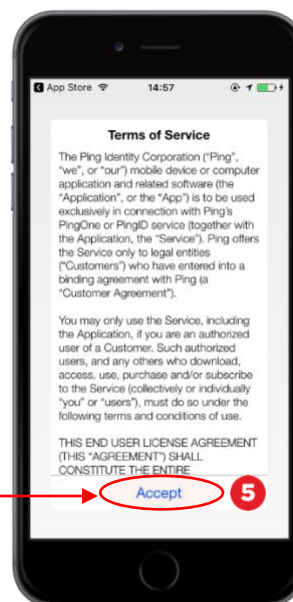 App Store 14:57
Terms of Service
The Ping Identity Corporation ("Ping",
"we", or "our") mobile device or computer
application and related software (the
"Application", or the "App") is to be used
exclusively in connection with Ping's
PingOne or PingID service (together with
the Application, the "Service"). Ping offers
the Service only to legal entities
("Customers") who have entered into a
binding agreement with Ping (a
"Customer Agreement").
You may only use the Service, including
the Application, if you are an authorized
user of a Customer. Such authorized
users, and any others who download,
access, use, purchase and/or subscribe
to the Service (collectively or individually
"you" or "users"), must do so under the
following terms and conditions of use.
THIS END USER LICENSE AGREEMENT
(THIS "AGREEMENT") SHALL
CONSTITUTE THE ENTIRE
Accept 5